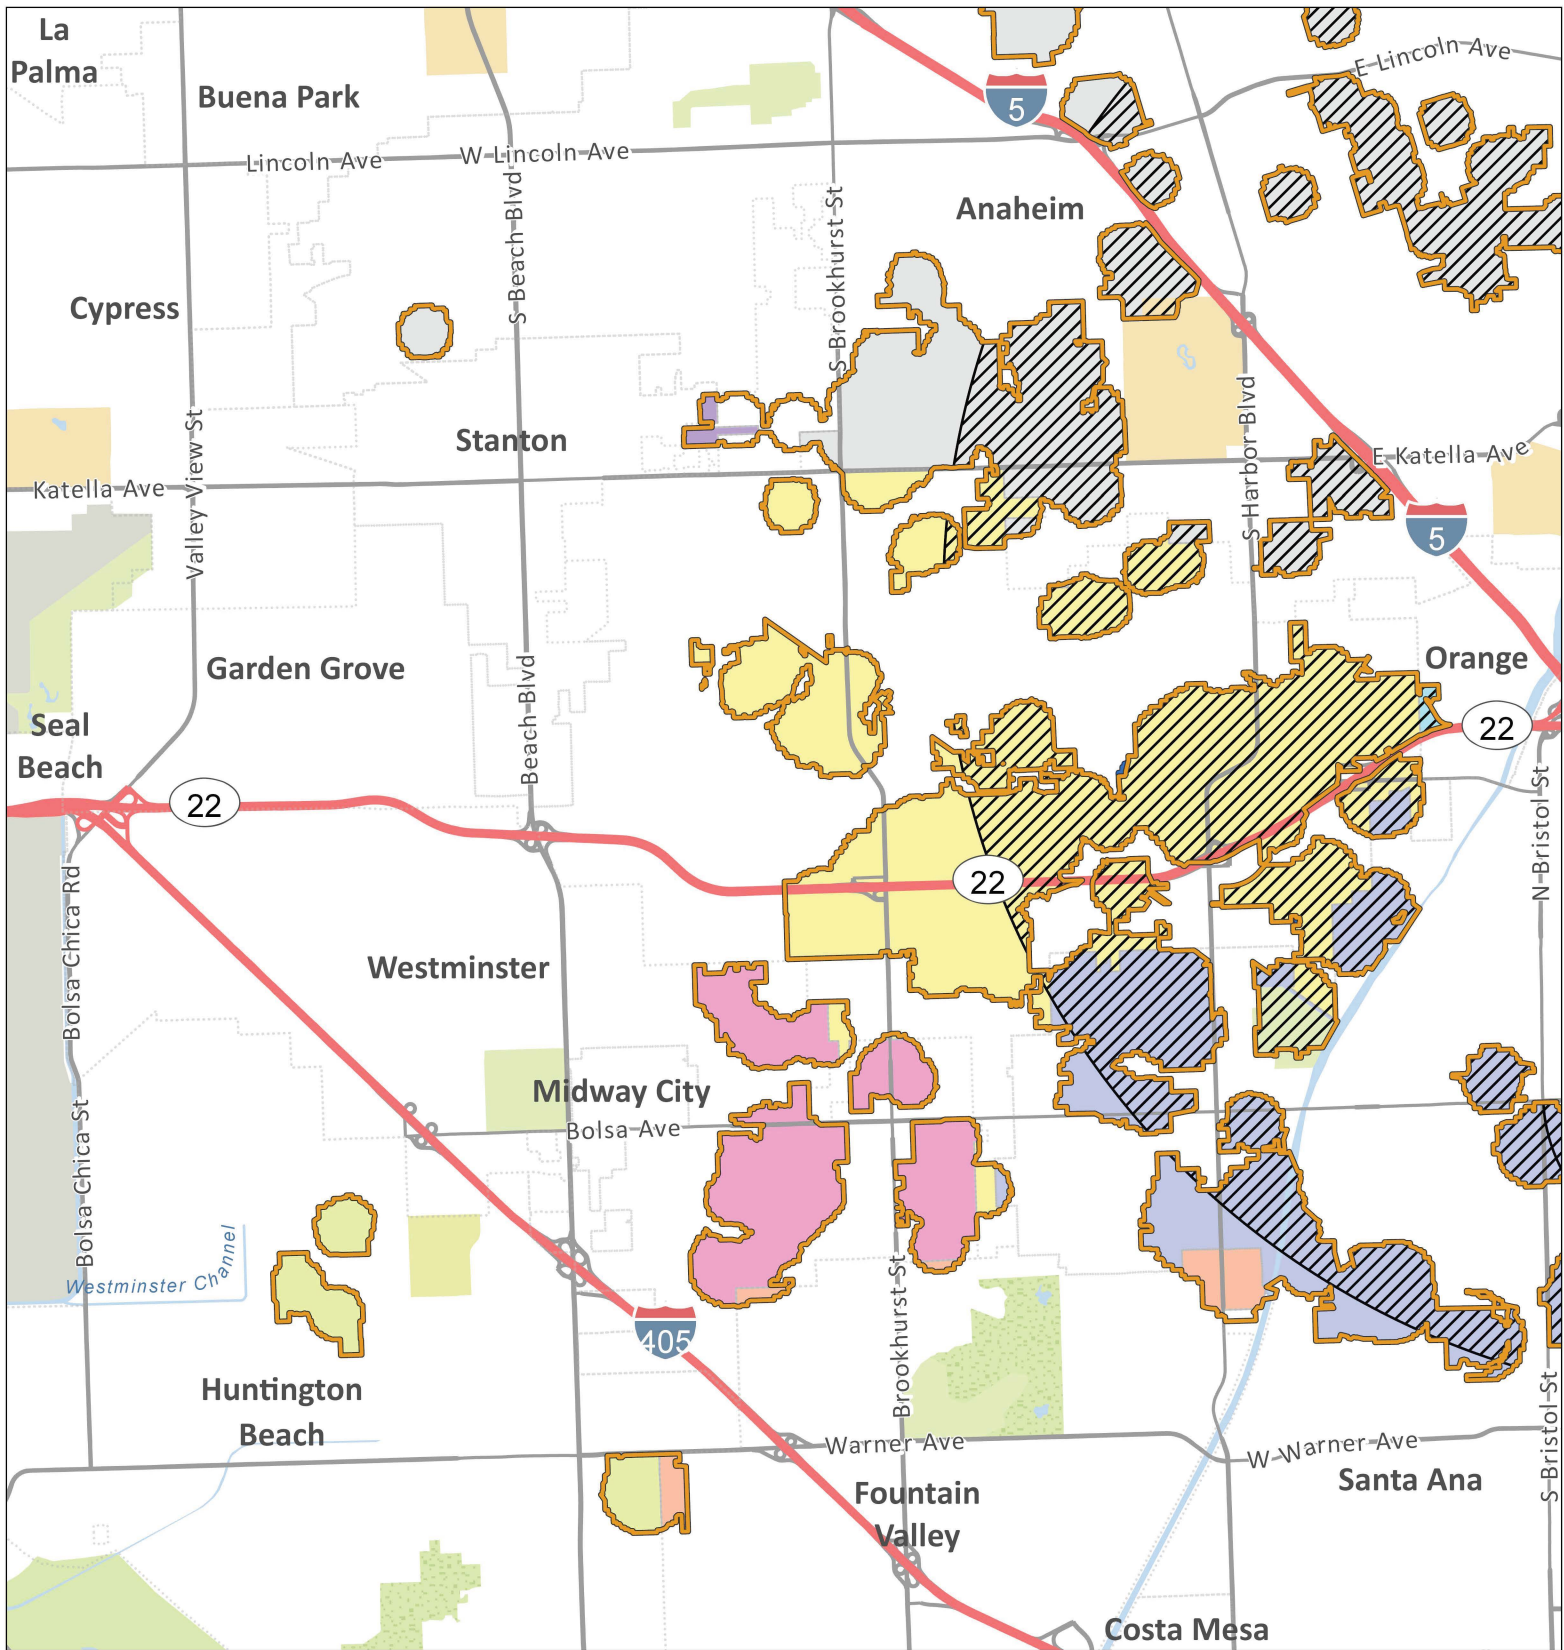 La
Palma
Buena Park
E Lincoln Ave
5
Lincoln Ave
W Lincoln Ave
S Beach Blvd
S Brookhurst St
Anaheim
Cypress
Valley View St
Stanton
Katella Ave
S Harbor Blvd
E Katella Ave
5
Garden Grove
Beach Blvd
Orange
22
Seal
Beach
22
22
N Bristol St
Bolsa Chica Rd
Westminster
Midway City
Bolsa Ave
Bolsa Chica St
Westminster Channel
405
Brookhurst St
Huntington
Beach
Warner Ave
W Warner Ave
S Bristol St
Santa Ana
Fountain
Valley
Costa Mesa